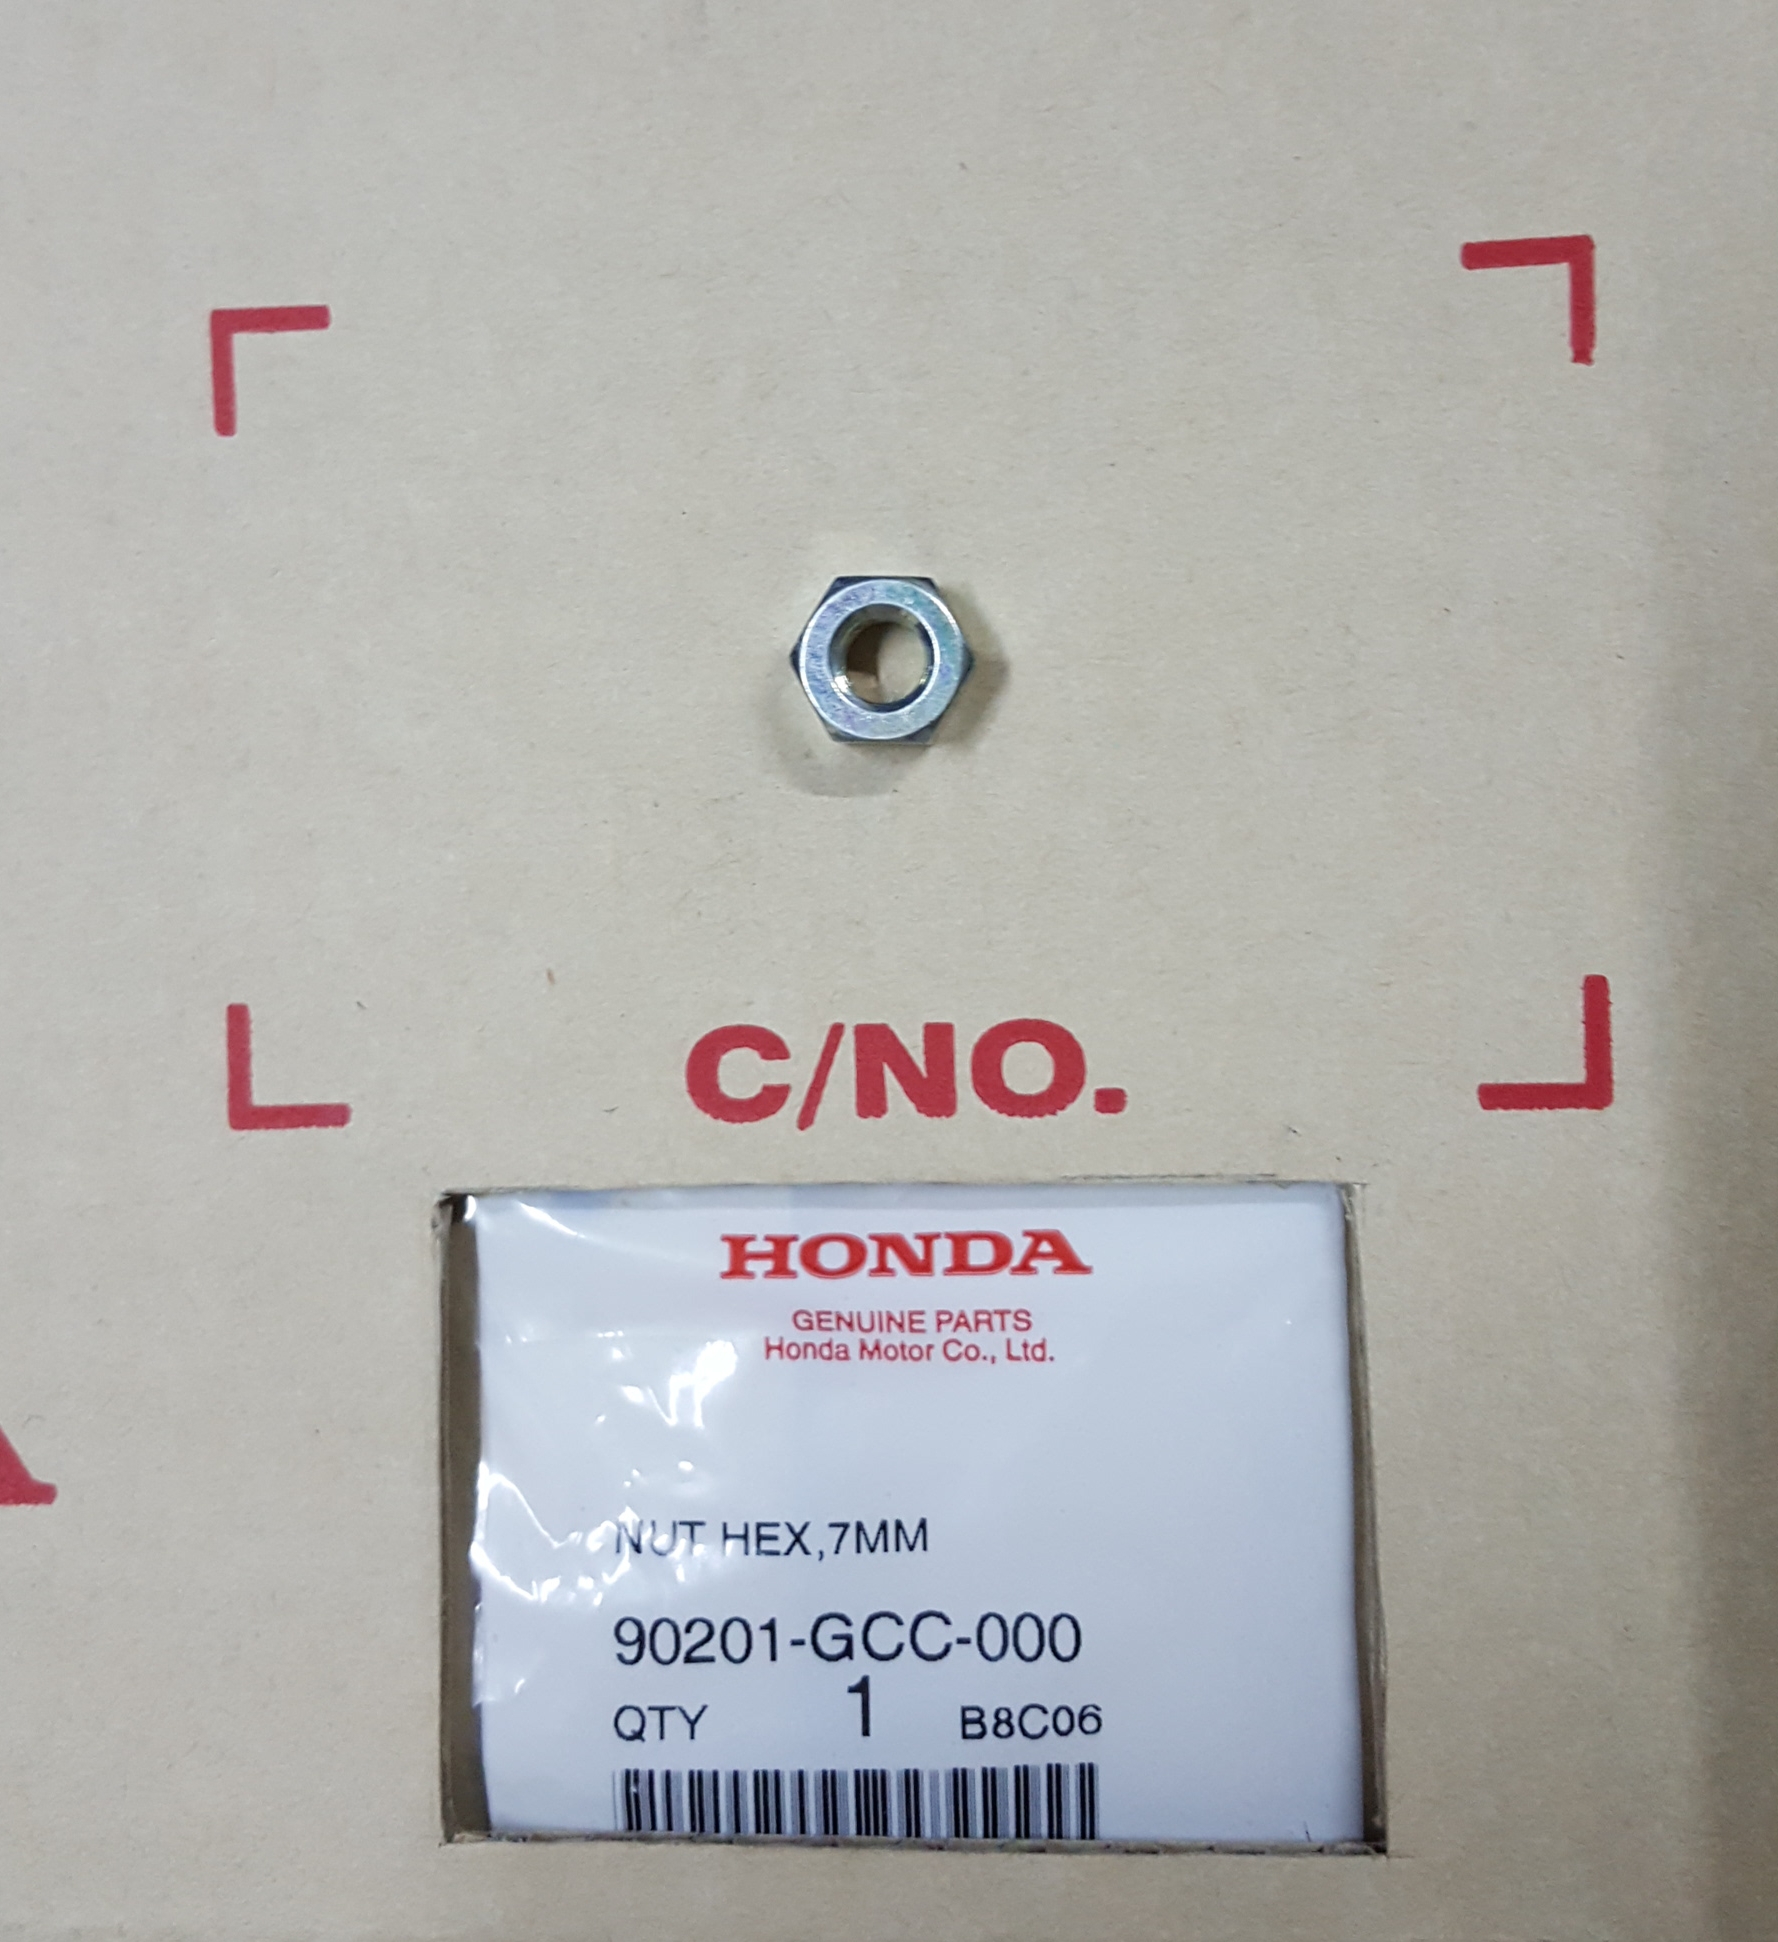 C/NO.
HONDA
GENUINE PARTS
Honda Motor Co., Ltd.
NUT HEX,7MM
90201-GCC-000
QTY 1 B8C06